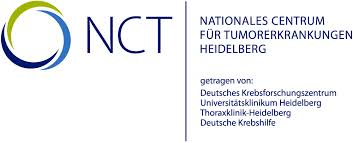 NCT
NATIONALES CENTRUM
FÜR TUMORERKRANKUNGEN
HEIDELBERG
getragen von:
Deutsches Krebsforschungszentrum
Universitätsklinikum Heidelberg
Thoraxklinik-Heidelberg
Deutsche Krebshilfe